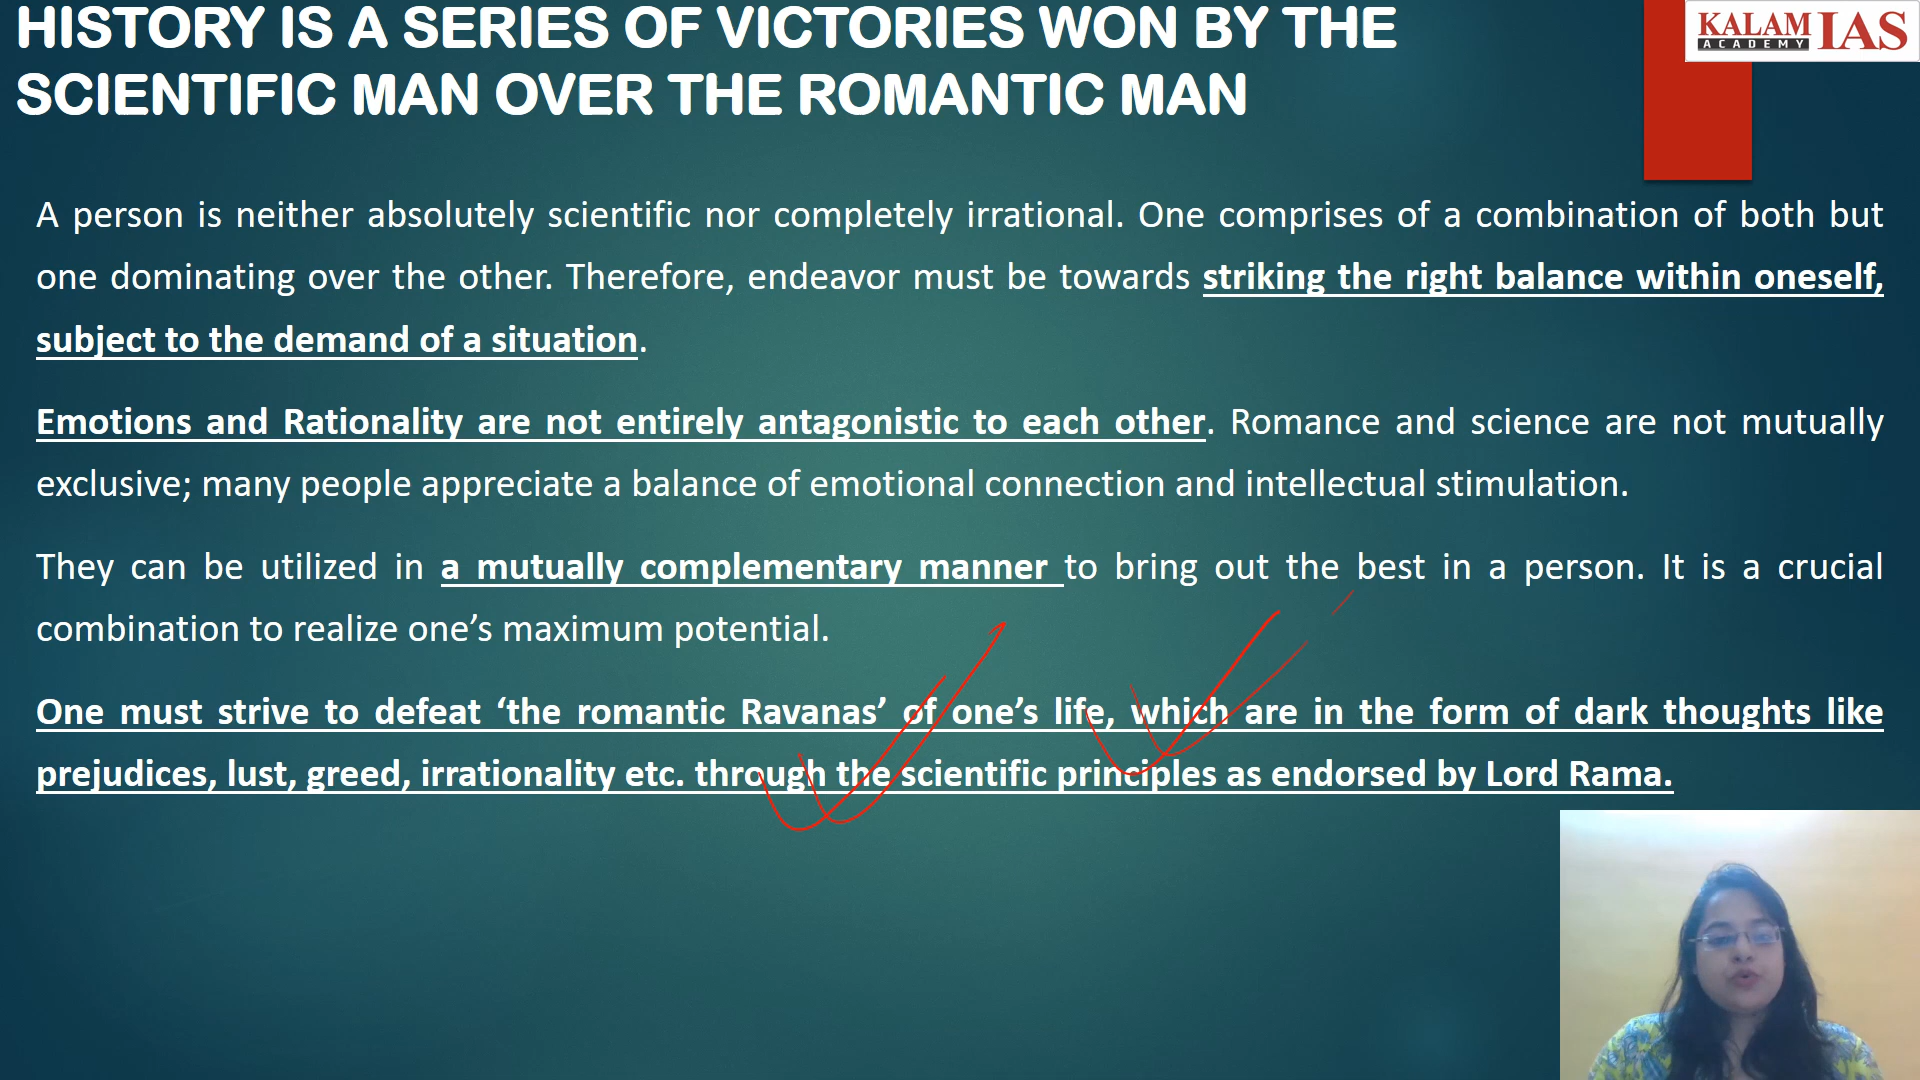 HISTORY IS A SERIES OF VICTORIES WON BY THE
SCIENTIFIC MAN OVER THE ROMANTIC MAN
KALAM IAS
ACADEMY
A person is neither absolutely scientific nor completely irrational. One comprises of a combination of both but
one dominating over the other. Therefore, endeavor must be towards striking the right balance within oneself,
subject to the demand of a situation.
Emotions and Rationality are not entirely antagonistic to each other. Romance and science are not mutually
exclusive; many people appreciate a balance of emotional connection and intellectual stimulation.
They can be utilized in a mutually complementary manner to bring out the best in a person. It is a crucial
combination to realize one’s maximum potential.
One must strive to defeat ‘the romantic Ravanas’ of one’s life, which are in the form of dark thoughts like
prejudices, lust, greed, irrationality etc. through the scientific principles as endorsed by Lord Rama.